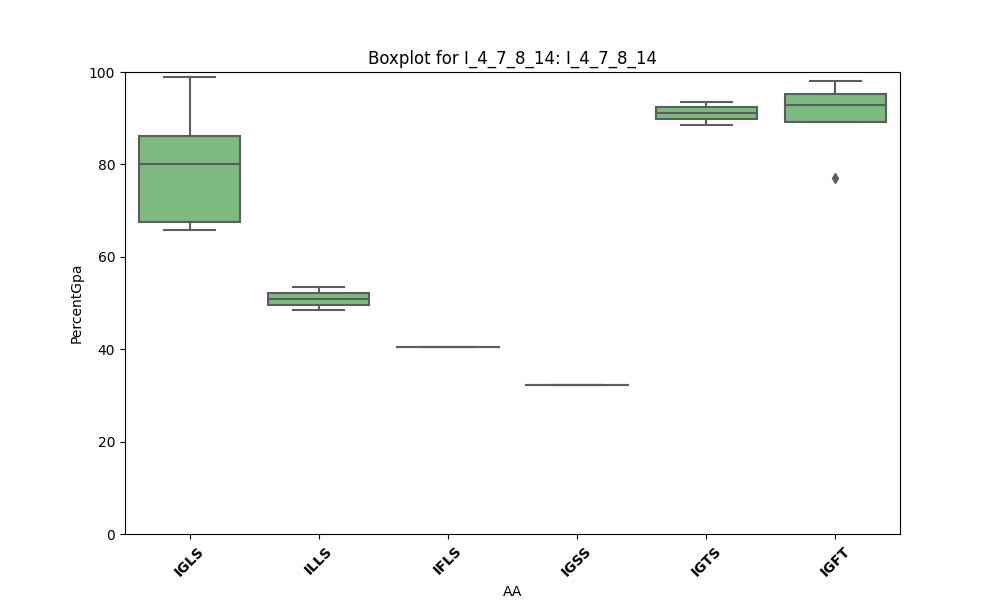 Boxplot for I_4_7_8_14: I_4_7_8_14
100
80
60
40
20
0
PercentGpa
IGLS
ILLS
IFLS
IGSS
IGTS
IGFT
AA